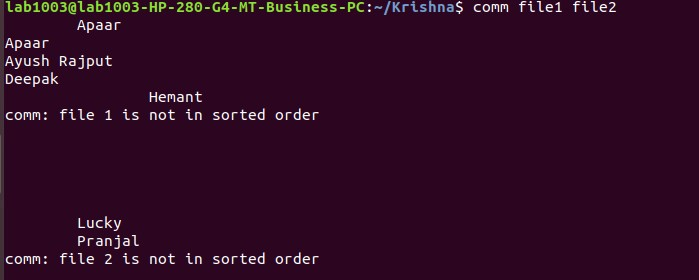 lab1003@lab1003-HP-280-G4-MT-Business-PC:~/Krishna$ comm file1 file2
Apaar
Apaar
Ayush Rajput
Deepak
Hemant
comm: file 1 is not in sorted order
Lucky
Pranjal
comm: file 2 is not in sorted order